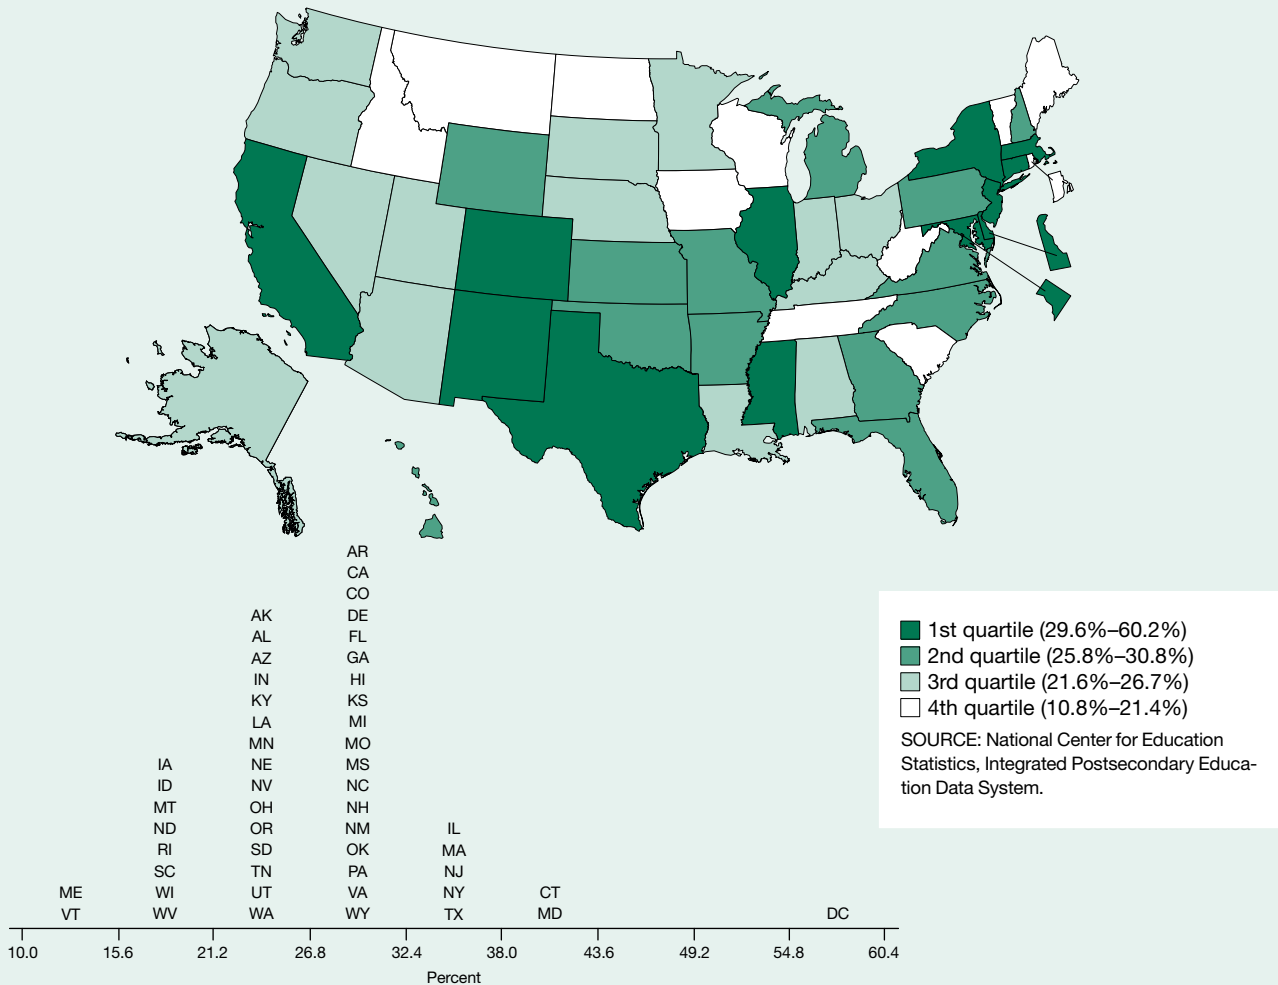 AR
CA
CO
AK DE
AL FL
AZ GA
IN HI
KY KS
LA MI
MN MO
IA NE MS
ID NV NC
MT OH NH
ND OR NM IL
RI SD OK MA
SC TN PA NJ
ME WI UT VA NY CT
VT WV WA WY TX MD DC
10.0 15.6 21.2 26.8 32.4 38.0 43.6 49.2 54.8 60.4
Percent
1st quartile (29.6%–60.2%)
2nd quartile (25.8%–30.8%)
3rd quartile (21.6%–26.7%)
4th quartile (10.8%–21.4%)
SOURCE: National Center for Education
Statistics, Integrated Postsecondary Educa-
tion Data System.